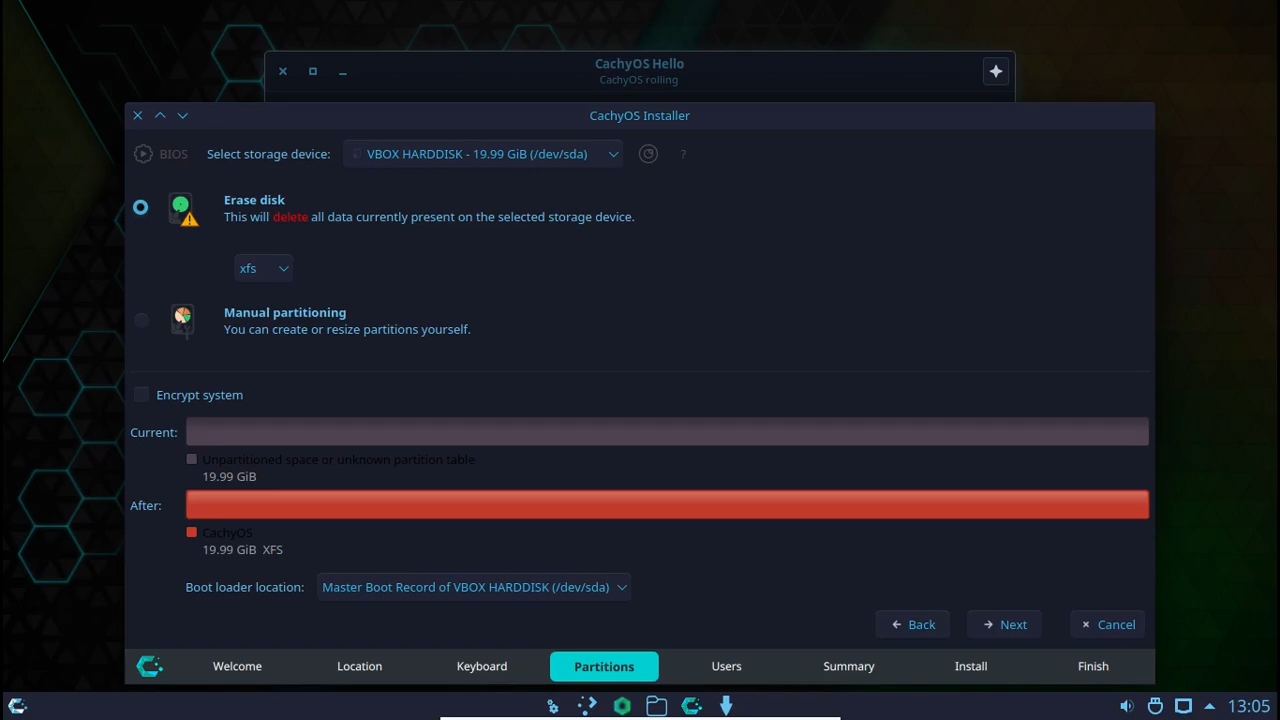 CachyOS Hello
CachyOS rolling
CachyOS Installer
BIOS
Select storage device:
VBOX HARDDISK - 19.99 GiB (/dev/sda)
?
Erase disk
This will delete all data currently present on the selected storage device.
xfs
Manual partitioning
You can create or resize partitions yourself.
Encrypt system
Current:
Unpartitioned space or unknown partition table
19.99 GiB
After:
CachyOS
19.99 GiB XFS
Boot loader location:
Master Boot Record of VBOX HARDDISK (/dev/sda)
Back
Next
Cancel
Welcome
Location
Keyboard
Partitions
Users
Summary
Install
Finish
13:05